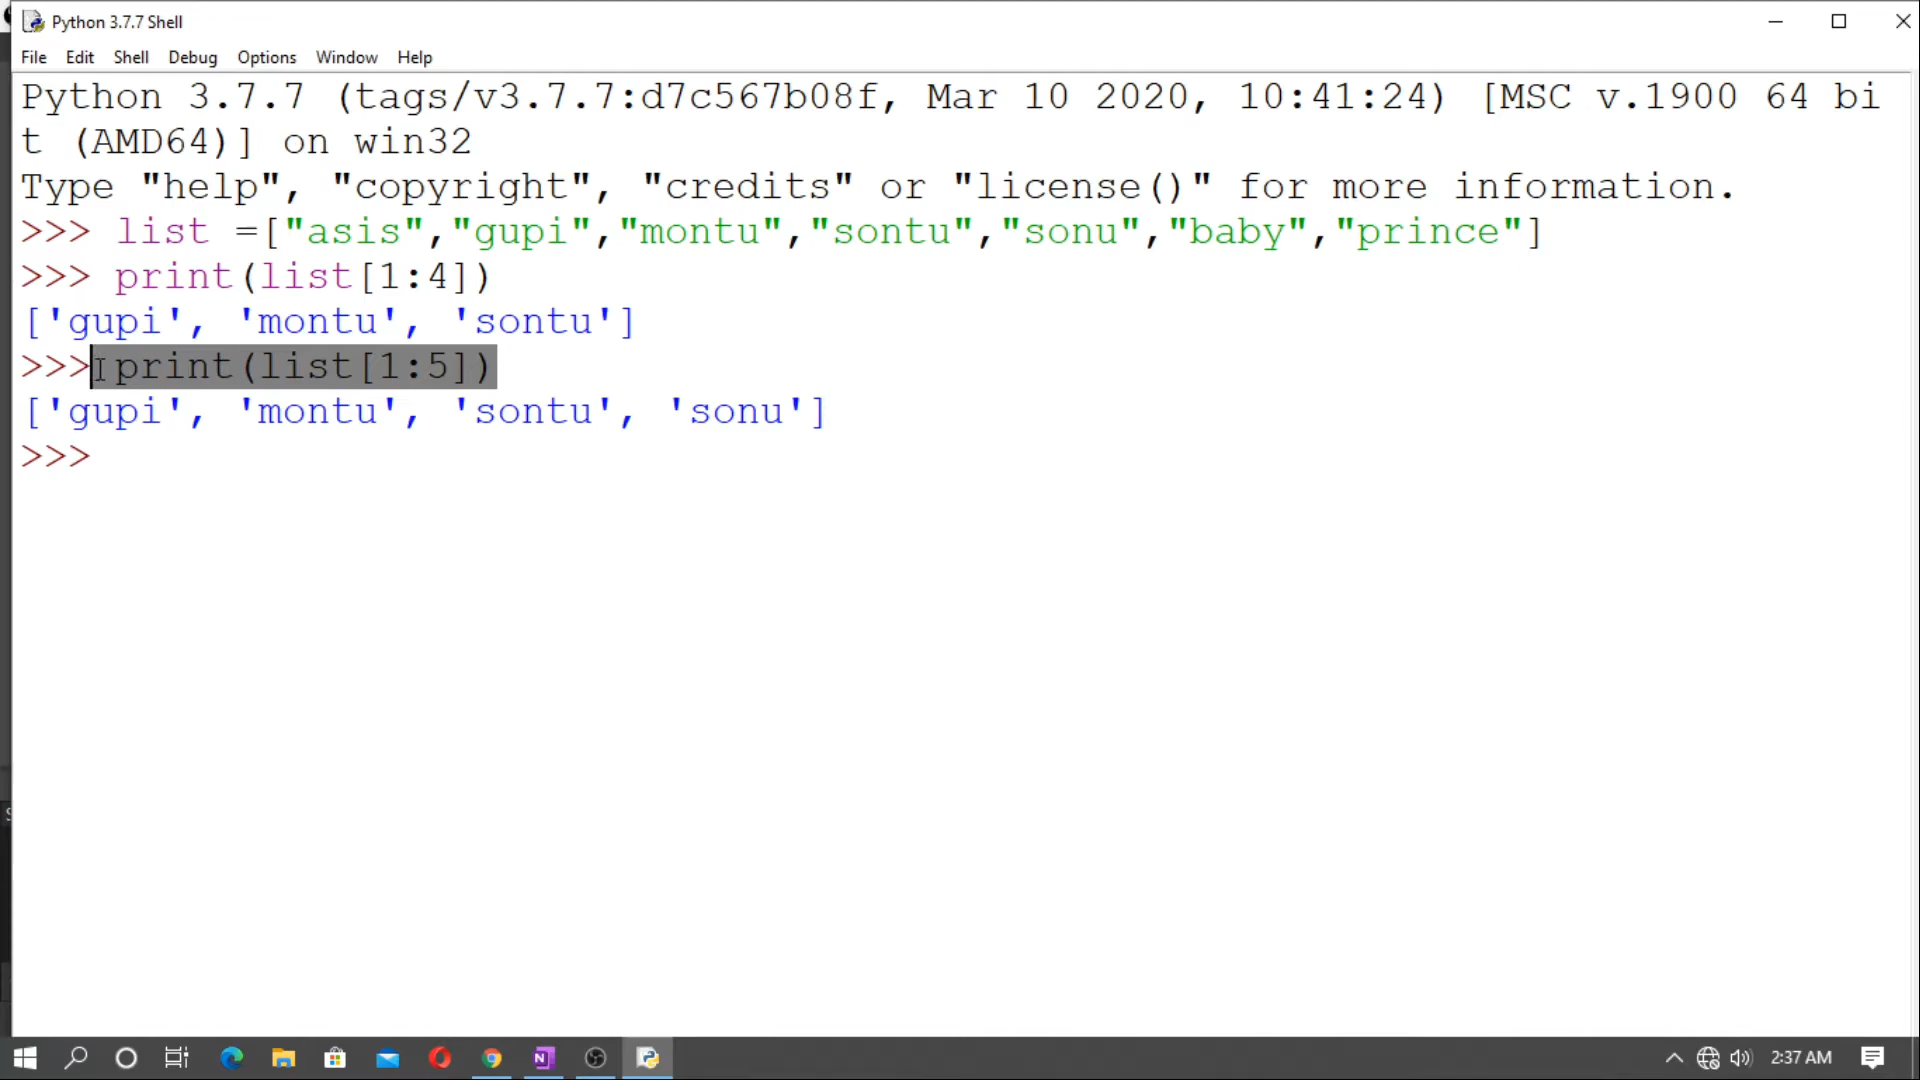 Python 3.7.7 Shell
File Edit Shell Debug Options Window Help
Python 3.7.7 (tags/v3.7.7:d7c567b08f, Mar 10 2020, 10:41:24) [MSC v.1900 64 bi
t (AMD64)] on win32
Type "help", "copyright", "credits" or "license()" for more information.
>>> list =["asis","gupi","montu","sontu","sonu","baby","prince"]
>>> print(list[1:4])
['gupi', 'montu', 'sontu']
>>> print(list[1:5])
['gupi', 'montu', 'sontu', 'sonu']
>>>
2:37 AM